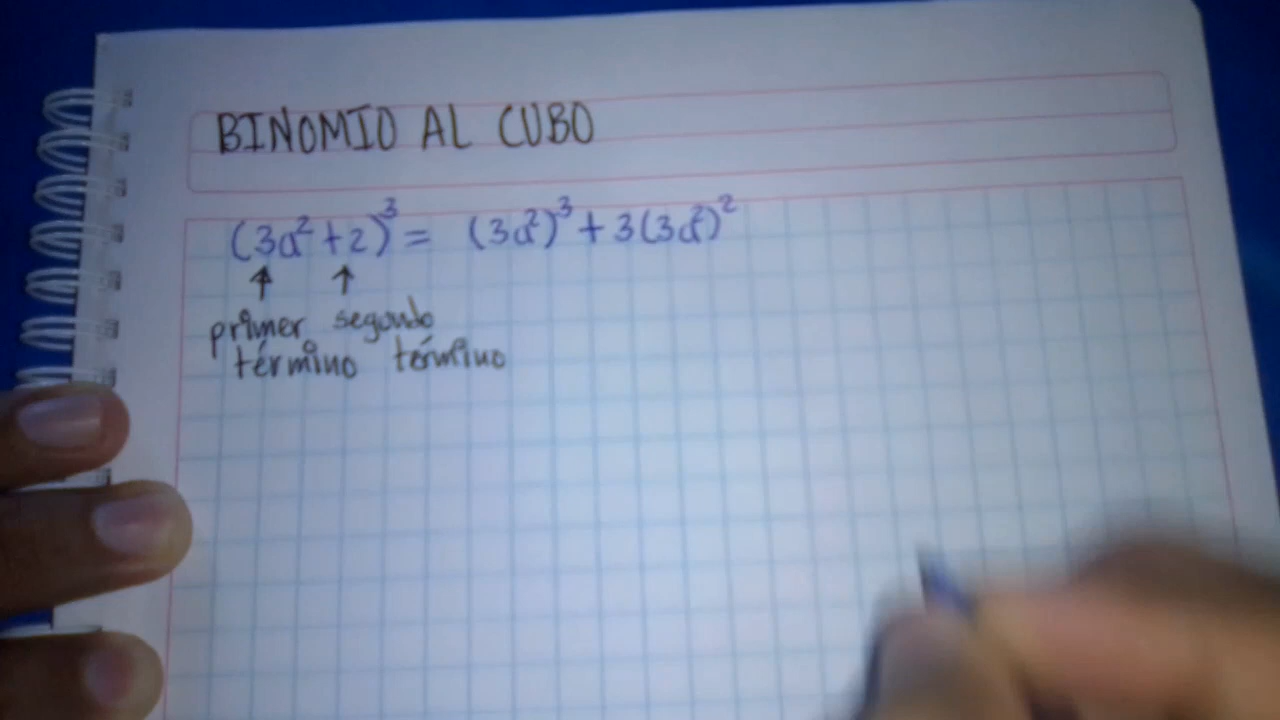 BINOMIO AL CUBO
(3a²+2)³ = (3a²)³ + 3(3a²)²
↑ ↑
primer segundo
término término